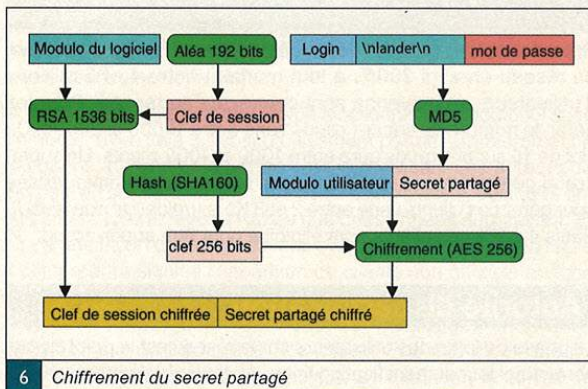 Modulo du logiciel
Aléa 192 bits
Login
\nlander\n
mot de passe
RSA 1536 bits
Clef de session
MD5
Hash (SHA160)
Modulo utilisateur
Secret partagé
clef 256 bits
Chiffrement (AES 256)
Clef de session chiffrée
Secret partagé chiffré
6 Chiffrement du secret partagé